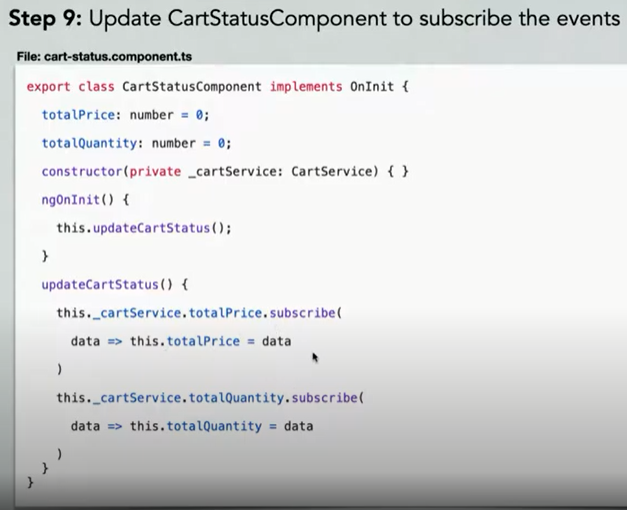 Step 9: Update CartStatusComponent to subscribe the events
File: cart-status.component.ts
export class CartStatusComponent implements OnInit {
totalPrice: number = 0;
totalQuantity: number = 0;
constructor(private _cartService: CartService) { }
ngOnInit() {
this.updateCartStatus();
}
updateCartStatus() {
this._cartService.totalPrice.subscribe(
data => this.totalPrice = data
)
this._cartService.totalQuantity.subscribe(
data => this.totalQuantity = data
)
}
}